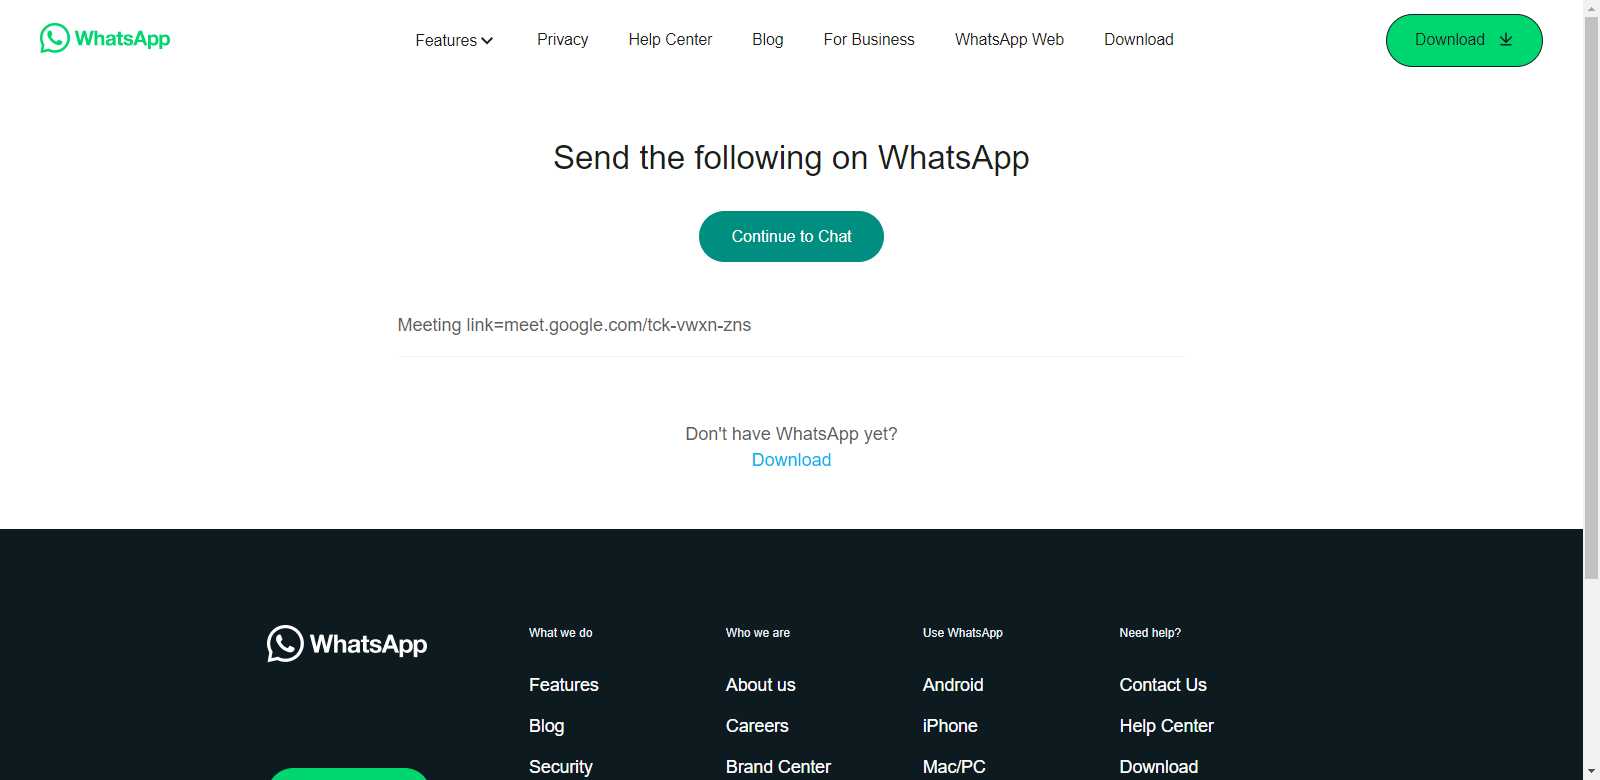 WhatsApp
Features Privacy Help Center Blog For Business WhatsApp Web Download
Download
Send the following on WhatsApp
Continue to Chat
Meeting link=meet.google.com/tck-vwxn-zns
Don't have WhatsApp yet?
Download
WhatsApp
What we do
Features
Blog
Security
Who we are
About us
Careers
Brand Center
Use WhatsApp
Android
iPhone
Mac/PC
Need help?
Contact Us
Help Center
Download